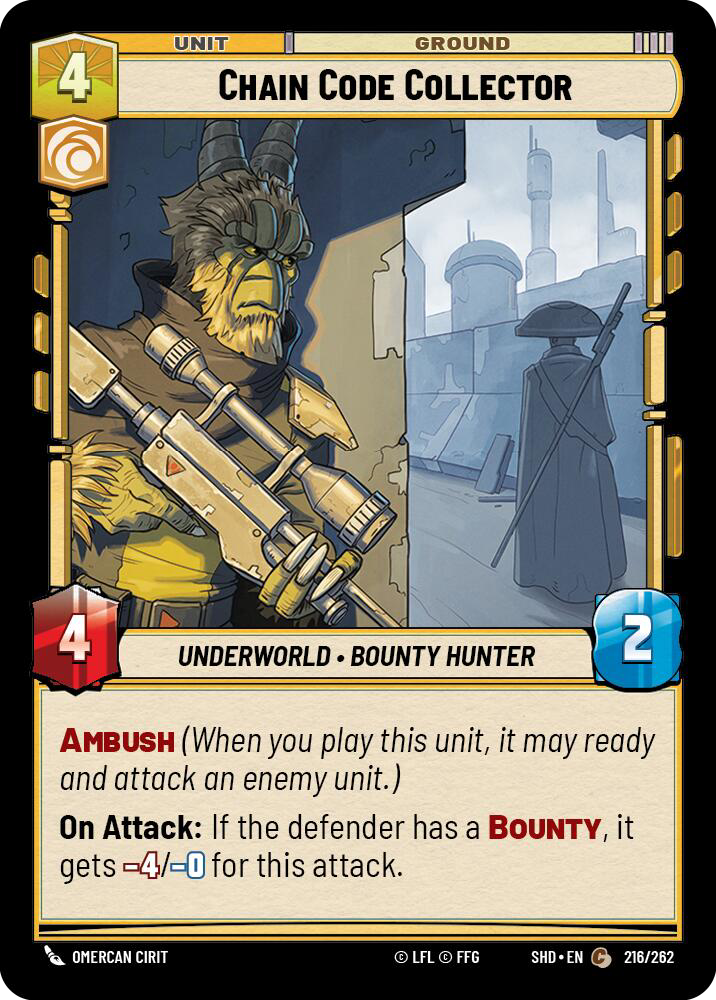 UNIT
GROUND
4
CHAIN CODE COLLECTOR
4
UNDERWORLD • BOUNTY HUNTER
2
AMBUSH (When you play this unit, it may ready
and attack an enemy unit.)
On Attack: If the defender has a BOUNTY, it
gets -4/-0 for this attack.
OMERCAN CIRIT
© LFL © FFG
SHD • EN
C
216/262